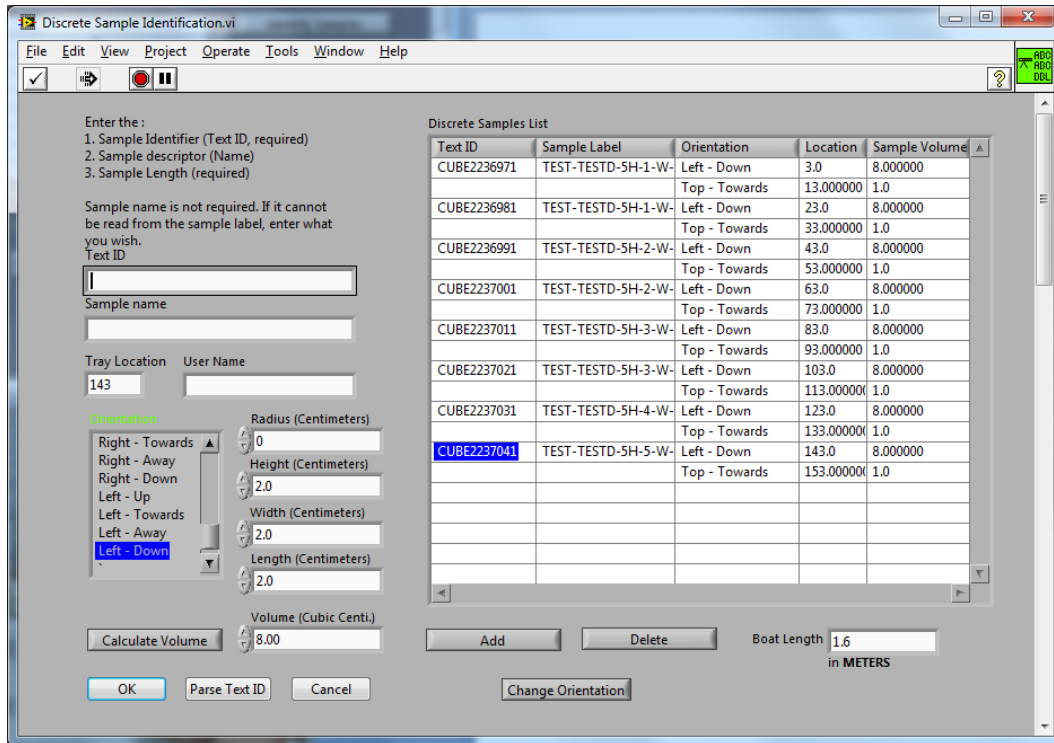 Discrete Sample Identification.vi
File Edit View Project Operate Tools Window Help
ABC
ABC
DBL
Enter the :
1. Sample Identifier (Text ID, required)
2. Sample descriptor (Name)
3. Sample Length (required)
Sample name is not required. If it cannot
be read from the sample label, enter what
you wish.
Text ID
Sample name
Tray Location User Name
143
Orientation
Right - Towards
Right - Away
Right - Down
Left - Up
Left - Towards
Left - Away
Left - Down
`
Radius (Centimeters)
0
Height (Centimeters)
2.0
Width (Centimeters)
2.0
Length (Centimeters)
2.0
Volume (Cubic Centi.)
Calculate Volume 8.00
OK Parse Text ID Cancel
Discrete Samples List
Text ID Sample Label Orientation Location Sample Volume
CUBE2236971 TEST-TESTD-5H-1-W- Left - Down 3.0 8.000000
Top - Towards 13.000000 1.0
CUBE2236981 TEST-TESTD-5H-1-W- Left - Down 23.0 8.000000
Top - Towards 33.000000 1.0
CUBE2236991 TEST-TESTD-5H-2-W- Left - Down 43.0 8.000000
Top - Towards 53.000000 1.0
CUBE2237001 TEST-TESTD-5H-2-W- Left - Down 63.0 8.000000
Top - Towards 73.000000 1.0
CUBE2237011 TEST-TESTD-5H-3-W- Left - Down 83.0 8.000000
Top - Towards 93.000000 1.0
CUBE2237021 TEST-TESTD-5H-3-W- Left - Down 103.0 8.000000
Top - Towards 113.00000 1.0
CUBE2237031 TEST-TESTD-5H-4-W- Left - Down 123.0 8.000000
Top - Towards 133.00000 1.0
CUBE2237041 TEST-TESTD-5H-5-W- Left - Down 143.0 8.000000
Top - Towards 153.00000 1.0
Add Delete Boat Length 1.6
in METERS
Change Orientation